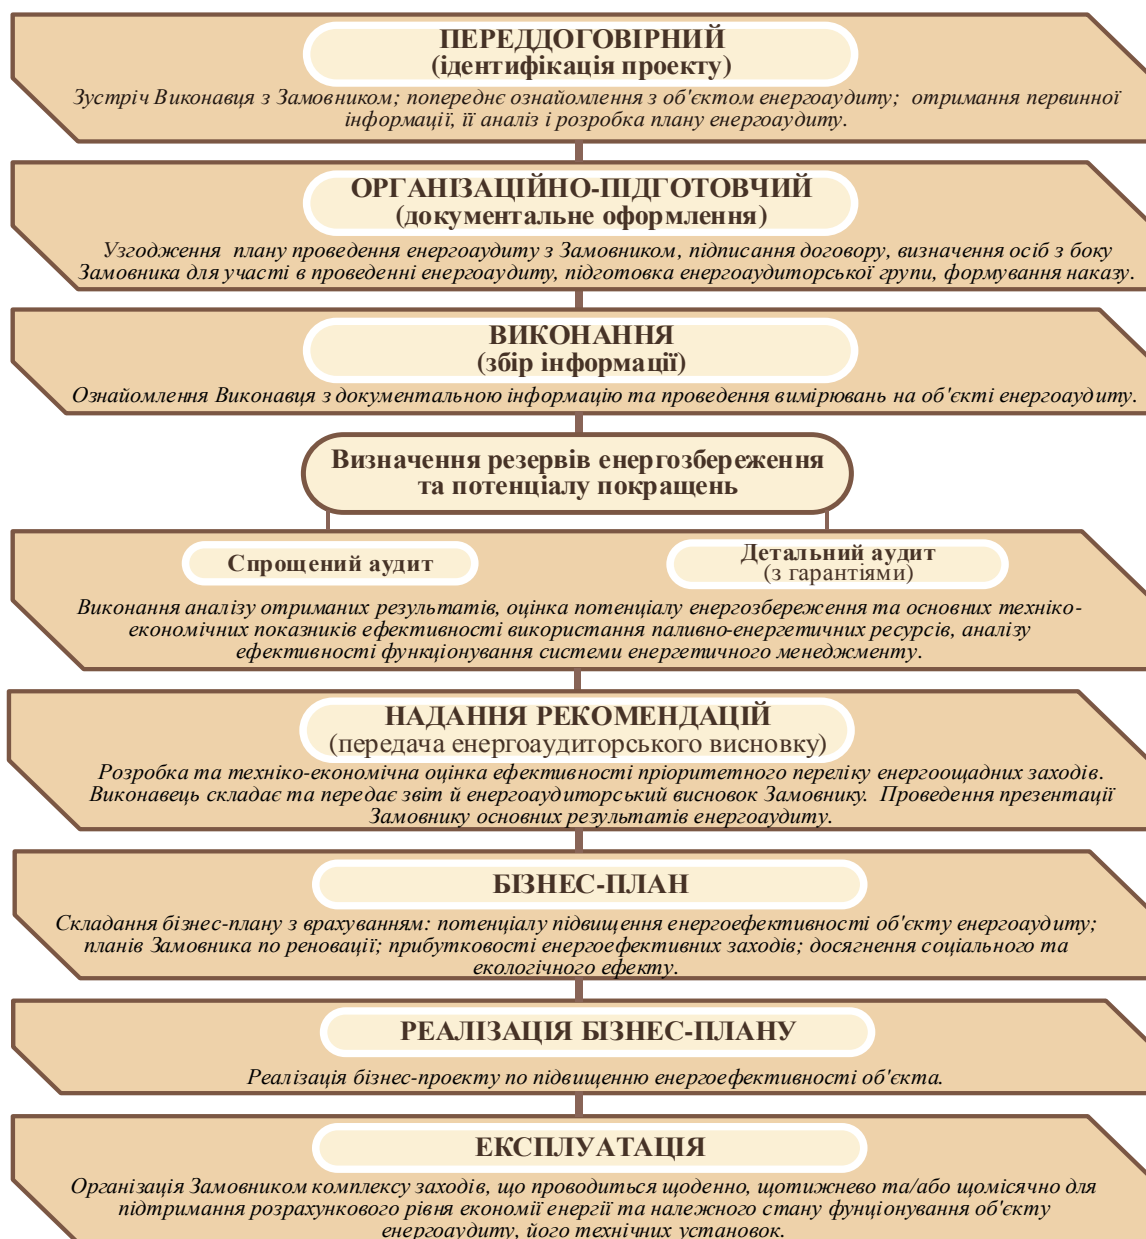 ПЕРЕДДОГОВІРНИЙ
(ідентифікація проекту)
Зустріч Виконавця з Замовником; попереднє ознайомлення з об'єктом енергоаудиту; отримання первинної
інформації, її аналіз і розробка плану енергоаудиту.
ОРГАНІЗАЦІЙНО-ПІДГОТОВЧИЙ
(документальне оформлення)
Узгодження плану проведення енергоаудиту з Замовником, підписання договору, визначення осіб з боку
Замовника для участі в проведенні енергоаудиту, підготовка енергоаудиторської групи, формування наказу.
ВИКОНАННЯ
(збір інформації)
Ознайомлення Виконавця з документальною інформацію та проведення вимірювань на об'єкті енергоаудиту.
Визначення резервів енергозбереження
та потенціалу покращень
Спрощений аудит
Детальний аудит
(з гарантіями)
Виконання аналізу отриманих результатів, оцінка потенціалу енергозбереження та основних техніко-
економічних показників ефективності використання паливно-енергетичних ресурсів, аналізу
ефективності функціонування системи енергетичного менеджменту.
НАДАННЯ РЕКОМЕНДАЦІЙ
(передача енергоаудиторського висновку)
Розробка та техніко-економічна оцінка ефективності пріоритетного переліку енергоощадних заходів.
Виконавець складає та передає звіт й енергоаудиторський висновок Замовнику. Проведення презентації
Замовнику основних результатів енергоаудиту.
БІЗНЕС-ПЛАН
Складання бізнес-плану з врахуванням: потенціалу підвищення енергоефективності об'єкту енергоаудиту;
планів Замовника по реновації; прибутковості енергоефективних заходів; досягнення соціального та
екологічного ефекту.
РЕАЛІЗАЦІЯ БІЗНЕС-ПЛАНУ
Реалізація бізнес-проекту по підвищенню енергоефективності об'єкта.
ЕКСПЛУАТАЦІЯ
Організація Замовником комплексу заходів, що проводиться щоденно, щотижнево та/або щомісячно для
підтримання розрахункового рівня економії енергії та належного стану фунціонування об'єкту
енергоаудиту, його технічних установок.